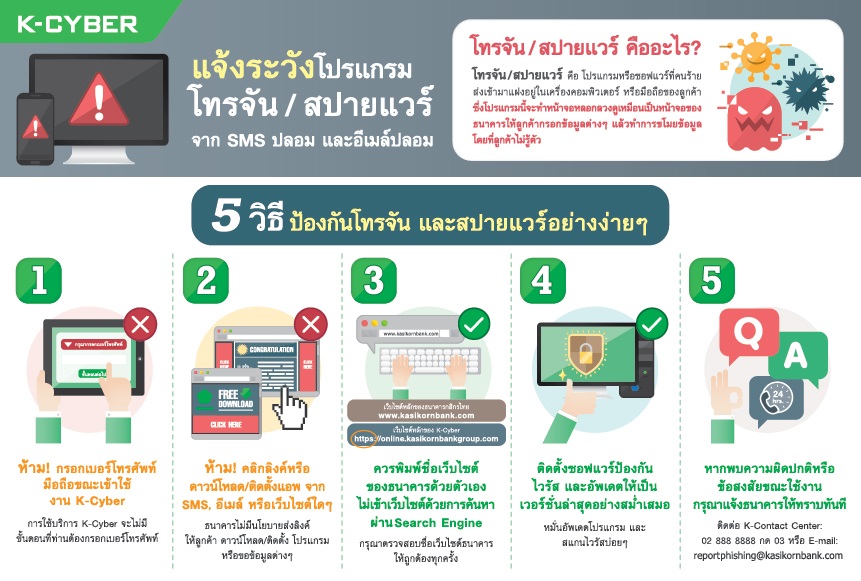 K-CYBER
แจ้งระวังโปรแกรม
โทรจัน / สปายแวร์
จาก SMS ปลอม และอีเมล์ปลอม
โทรจัน / สปายแวร์ คืออะไร?
โทรจัน/สปายแวร์ คือ โปรแกรมหรือซอฟแวร์ที่คนร้าย
ส่งเข้ามาแฝงอยู่ในเครื่องคอมพิวเตอร์ หรือมือถือของลูกค้า
ซึ่งโปรแกรมนี้จะทำหน้าจอหลอกลวงดูเหมือนเป็นหน้าจอของ
ธนาคารให้ลูกค้ากรอกข้อมูลต่างๆ แล้วทำการขโมยข้อมูล
โดยที่ลูกค้าไม่รู้ตัว
5 วิธี ป้องกันโทรจัน และสปายแวร์อย่างง่ายๆ
1
กรุณากรอกเบอร์โทรศัพท์
ห้าม! กรอกเบอร์โทรศัพท์
มือถือขณะเข้าใช้
งาน K-Cyber
การใช้บริการ K-Cyber จะไม่มี
ขั้นตอนที่ท่านต้องกรอกเบอร์โทรศัพท์
2
CONGRATULATION
CLICK HERE
FREE
DOWNLOAD
CLICK HERE
ห้าม! คลิกลิงค์หรือ
ดาวน์โหลด/ติดตั้งแอพ จาก
SMS, อีเมล์ หรือเว็บไซต์ใดๆ
ธนาคารไม่มีนโยบายส่งลิงค์
ให้ลูกค้า ดาวน์โหลด/ติดตั้ง โปรแกรม
หรือขอข้อมูลต่างๆ
3
www.kasikornbank.com
เว็บไซต์หลักของธนาคารกสิกรไทย
www.kasikornbank.com
เว็บไซต์หลักของ K-Cyber
https://online.kasikornbankgroup.com
ควรพิมพ์ชื่อเว็บไซต์
ของธนาคารด้วยตัวเอง
ไม่เข้าเว็บไซต์ด้วยการค้นหา
ผ่าน Search Engine
กรุณาตรวจสอบชื่อเว็บไซต์ธนาคาร
ให้ถูกต้องทุกครั้ง
4
ติดตั้งซอฟแวร์ป้องกัน
ไวรัส และอัพเดตให้เป็น
เวอร์ชั่นล่าสุดอย่างสม่ำเสมอ
หมั่นอัพเดตโปรแกรม และ
สแกนไวรัสบ่อยๆ
5
Q
A
24
hrs.
หากพบความผิดปกติหรือ
ข้อสงสัยขณะใช้งาน
กรุณาแจ้งธนาคารให้ทราบทันที
ติดต่อ K-Contact Center:
02 888 8888 กด 03 หรือ E-mail:
reportphishing@kasikornbank.com